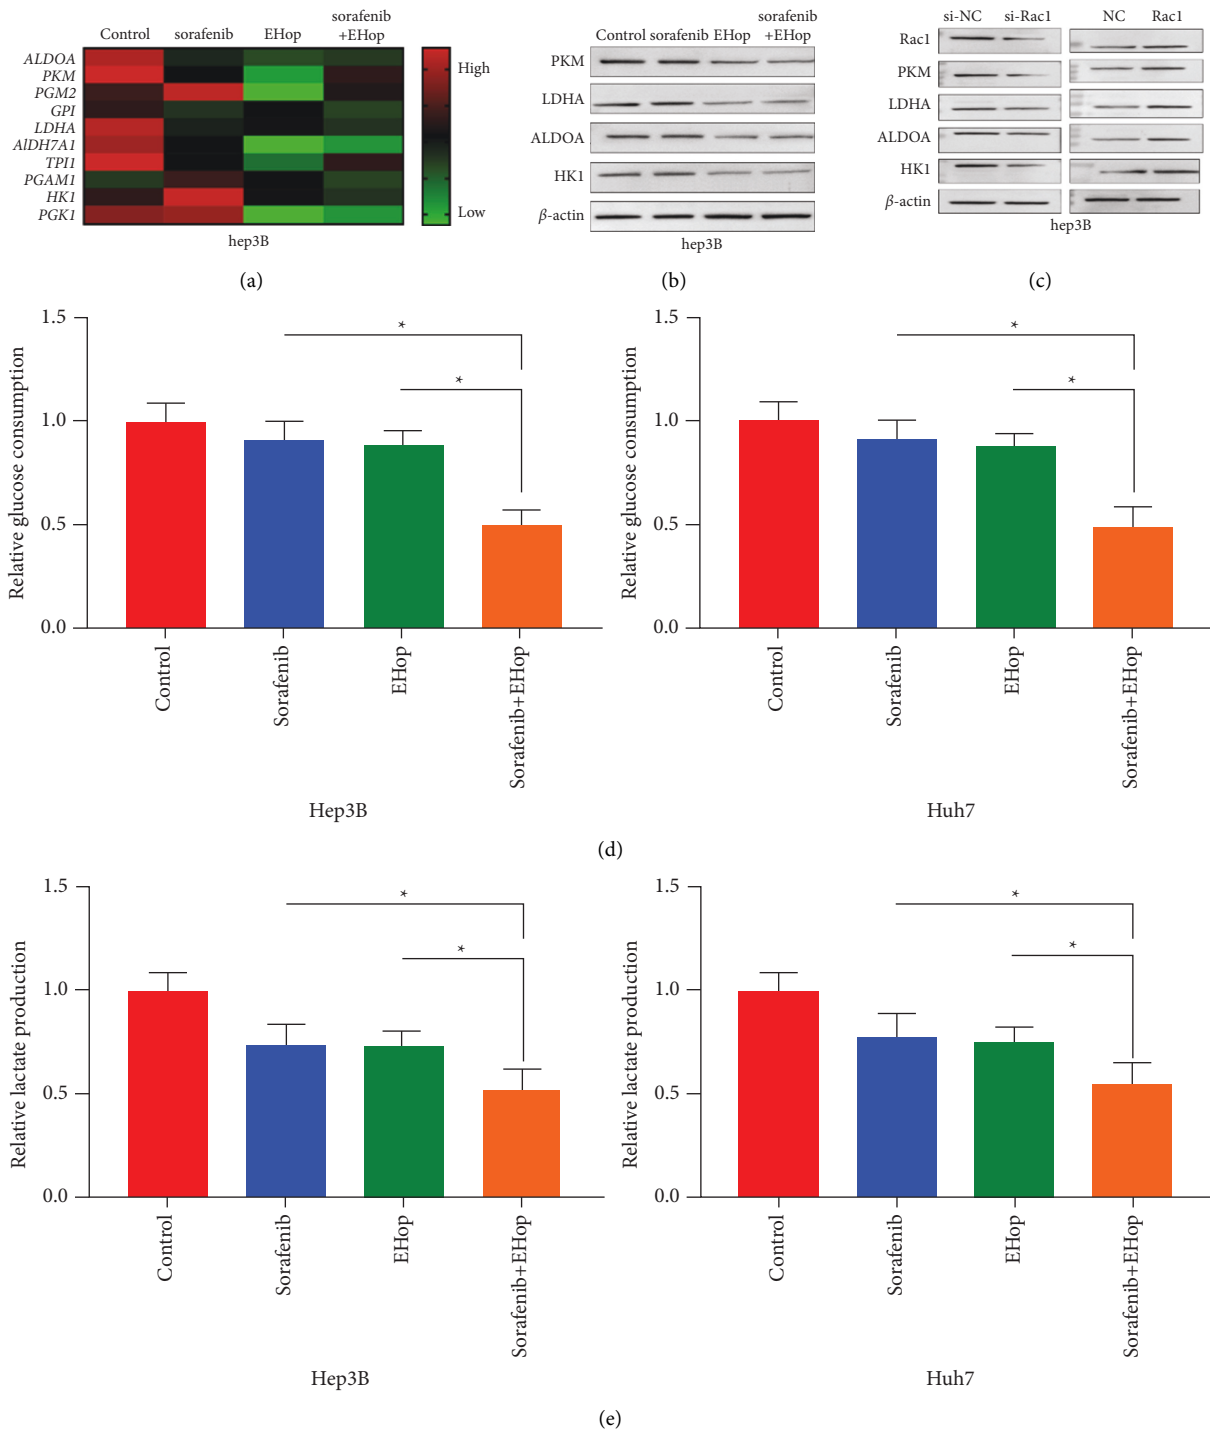 Control sorafenib EHop sorafenib
+EHop
ALDOA
PKM
PGM2
GPI
LDHA
AlDH7A1
TPI1
PGAM1
HK1
PGK1
High
Low
hep3B
(a)
Control sorafenib EHop sorafenib
+EHop
PKM
LDHA
ALDOA
HK1
β-actin
hep3B
(b)
si-NC si-Rac1 NC Rac1
Rac1
PKM
LDHA
ALDOA
HK1
β-actin
hep3B
(c)
Relative glucose consumption
1.5
1.0
0.5
0.0
*
*
Control
Sorafenib
EHop
Sorafenib+EHop
Hep3B
Relative glucose consumption
1.5
1.0
0.5
0.0
*
*
Control
Sorafenib
EHop
Sorafenib+EHop
Huh7
(d)
Relative lactate production
1.5
1.0
0.5
0.0
*
*
Control
Sorafenib
EHop
Sorafenib+EHop
Hep3B
Relative lactate production
1.5
1.0
0.5
0.0
*
*
Control
Sorafenib
EHop
Sorafenib+EHop
Huh7
(e)